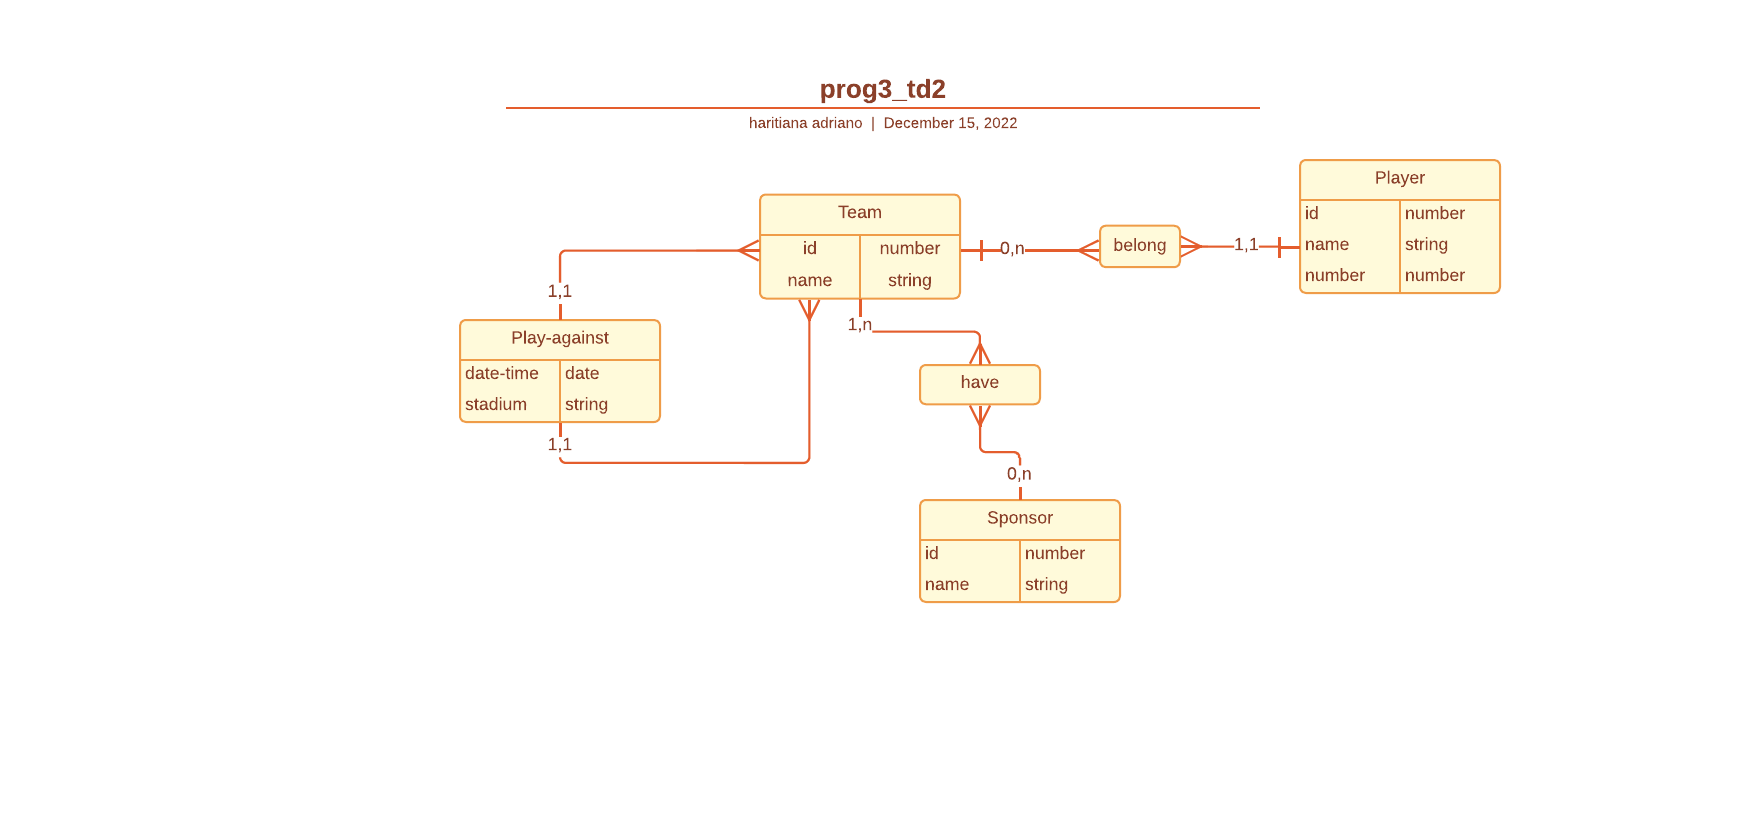 prog3_td2
haritiana adriano | December 15, 2022
Player
id number
name string
number number
Team
id number
name string
0,n
belong
1,1
1,1
Play-against
date-time date
stadium string
1,1
1,n
have
0,n
Sponsor
id number
name string